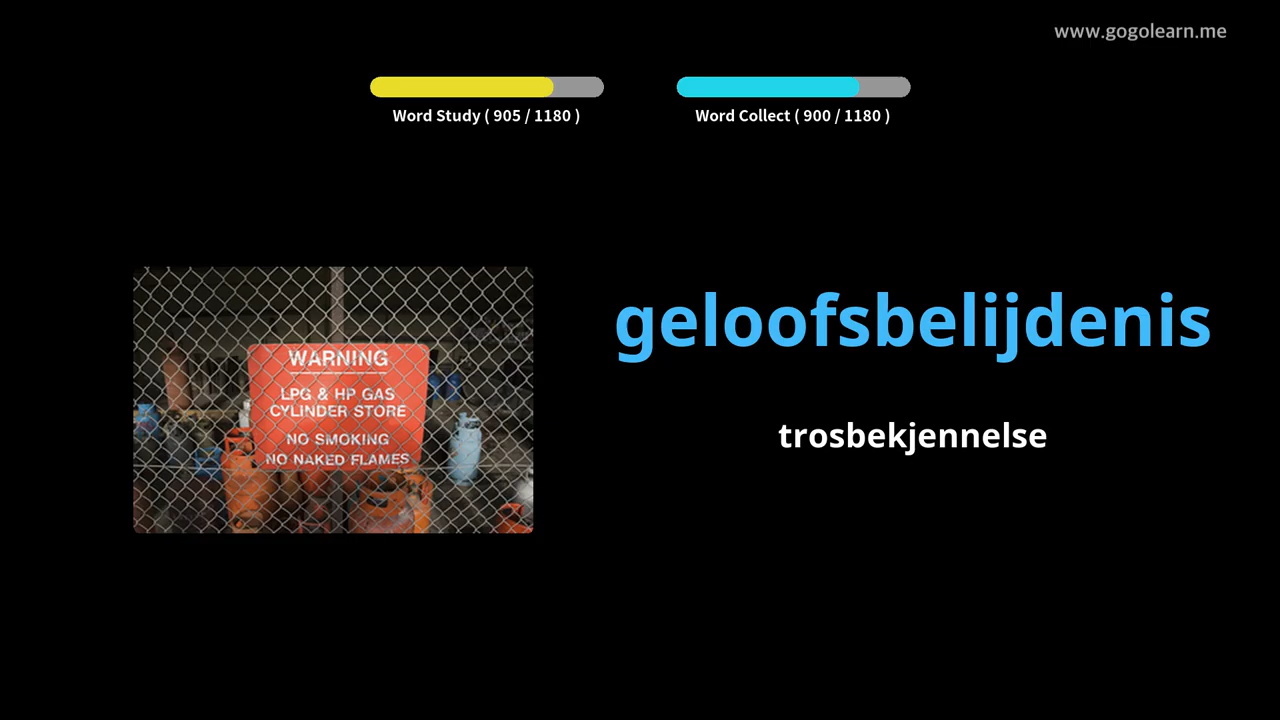 www.gogolearn.me
Word Study ( 905 / 1180 )
Word Collect ( 900 / 1180 )
WARNING
LPG & HP GAS
CYLINDER STORE
NO SMOKING
NO NAKED FLAMES
geloofsbelijdenis
trosbekjennelse